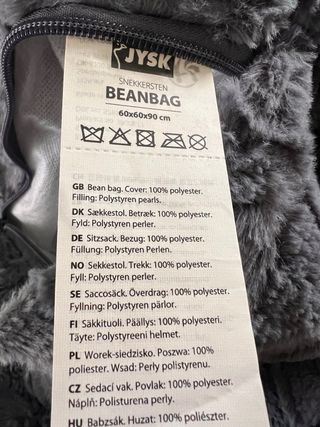 JYSK
SNEKKERSTEN
BEANBAG
60x60x90 cm
GB Bean bag. Cover: 100% polyester.
Filling: Polystyren pearls.
DK Sækkestol. Betræk: 100% polyester.
Fyld: Polystyren perler.
DE Sitzsack. Bezug: 100% polyester.
Füllung: Polystyren Perlen.
NO Sekkestol. Trekk: 100% polyester.
Fyll: Polystyren perler.
SE Saccosäck. Överdrag: 100% polyester.
Fyllning: Polystyren pärlor.
FI Säkkituoli. Päällys: 100% polyesteri.
Täyte: Polystyreeni helmet.
PL Worek-siedzisko. Poszwa: 100%
poliester. Wsad: Perły polistyrenu.
CZ Sedací vak. Povlak: 100% polyester.
Náplň: Polisturena perly.
HU Babzsák. Huzat: 100% poliészter.